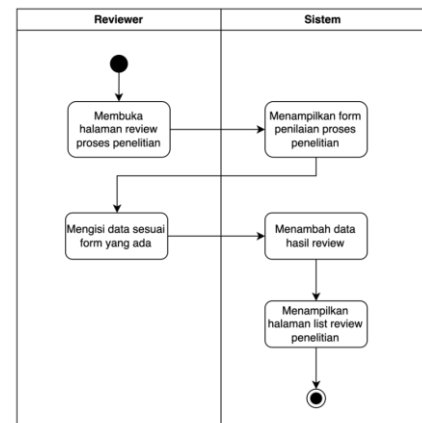 Reviewer
Sistem
Membuka
halaman review
proses penelitian
Menampilkan form
penilaian proses
penelitian
Mengisi data sesuai
form yang ada
Menambah data
hasil review
Menampilkan
halaman list review
penelitian